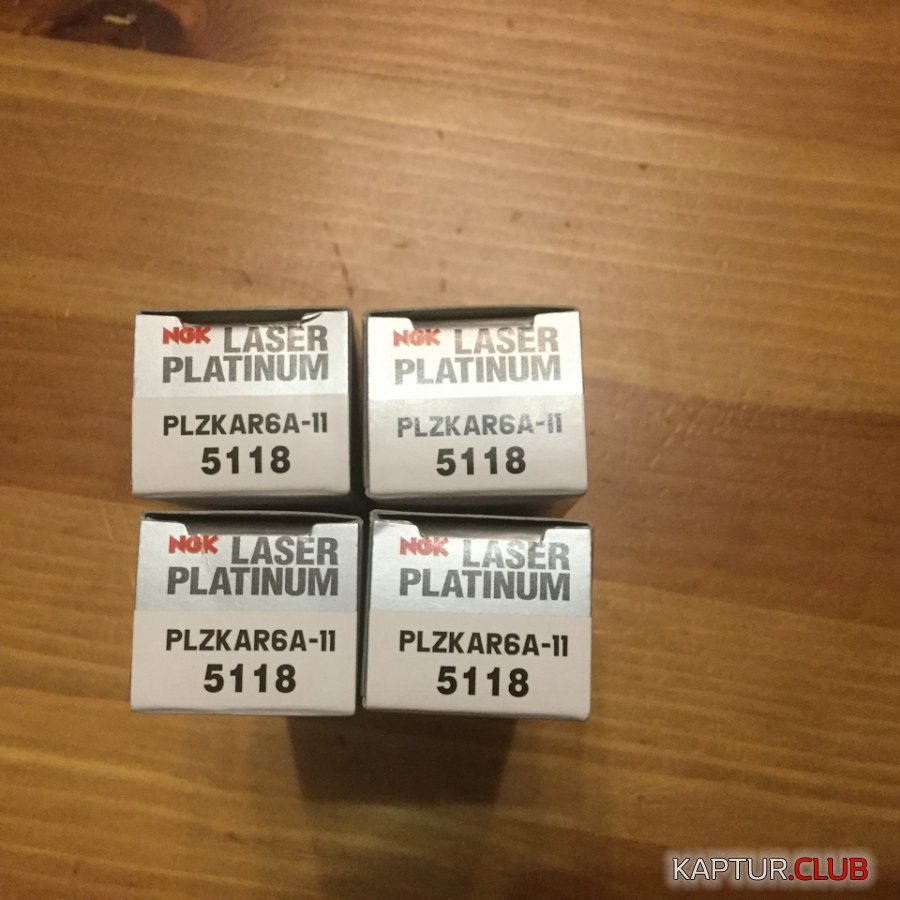 NGK LASER
PLATINUM
PLZKAR6A-11
5118
NGK LASER
PLATINUM
PLZKAR6A-11
5118
NGK LASER
PLATINUM
PLZKAR6A-11
5118
NGK LASER
PLATINUM
PLZKAR6A-11
5118
KAPTUR.CLUB